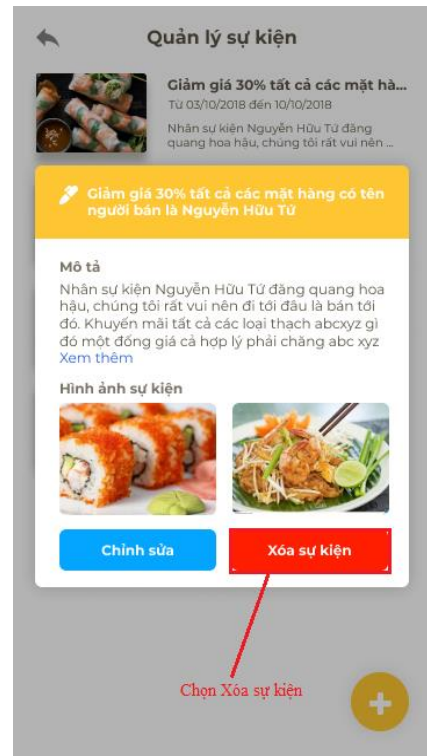 Quản lý sự kiện
Giảm giá 30% tất cả các mặt hà...
Từ 03/10/2018 đến 10/10/2018
Nhân sự kiện Nguyễn Hữu Tứ đăng
quang hoa hậu, chúng tôi rất vui nên ...
Giảm giá 30% tất cả các mặt hàng có tên
người bán là Nguyễn Hữu Tứ
Mô tả
Nhân sự kiện Nguyễn Hữu Tứ đăng quang hoa
hậu, chúng tôi rất vui nên đi tới đâu là bán tới
đó. Khuyến mãi tất cả các loại thạch abcxyz gì
đó một đống giá cả hợp lý phải chăng abc xyz
Xem thêm
Hình ảnh sự kiện
Chỉnh sửa
Xóa sự kiện
Chọn Xóa sự kiện